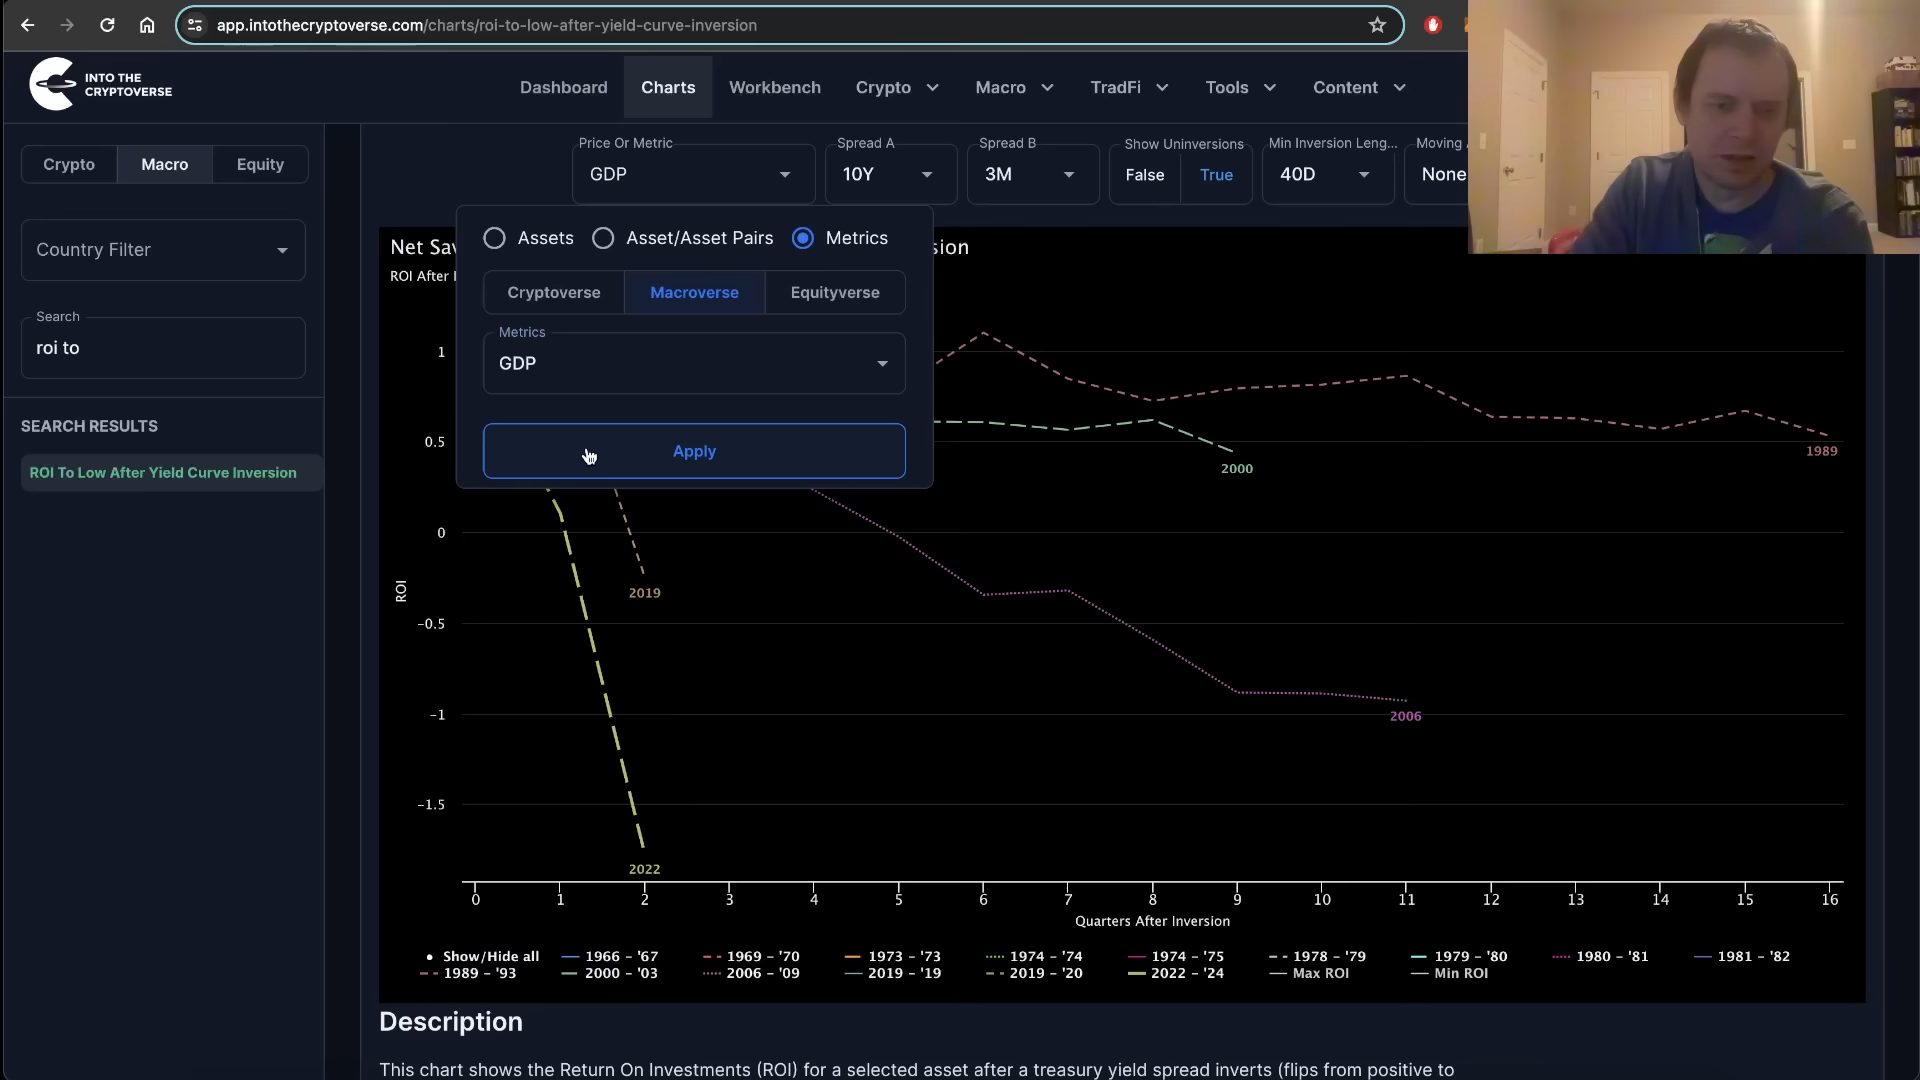 app.intothecryptoverse.com/charts/roi-to-low-after-yield-curve-inversion
INTO THE
CRYPTOVERSE
Dashboard
Charts
Workbench
Crypto
Macro
TradFi
Tools
Content
Crypto
Macro
Equity
Country Filter
Search
roi to
SEARCH RESULTS
ROI To Low After Yield Curve Inversion
Price Or Metric
GDP
Spread A
10Y
Spread B
3M
Show Uninversions
False
True
Min Inversion Leng...
40D
Moving
None
Net Sa
sion
ROI After
Assets
Asset/Asset Pairs
Metrics
Cryptoverse
Macroverse
Equityverse
Metrics
GDP
Apply
1
0.5
0
−0.5
−1
−1.5
ROI
1989
2000
2019
2006
2022
0 1 2 3 4 5 6 7 8 9 10 11 12 13 14 15 16
Quarters After Inversion
Show/Hide all 1966 - '67 1969 - '70 1973 - '73 1974 - '74 1974 - '75 1978 - '79 1979 - '80 1980 - '81 1981 - '82
1989 - '93 2000 - '03 2006 - '09 2019 - '19 2019 - '20 2022 - '24 Max ROI Min ROI
Description
This chart shows the Return On Investments (ROI) for a selected asset after a treasury yield spread inverts (flips from positive to